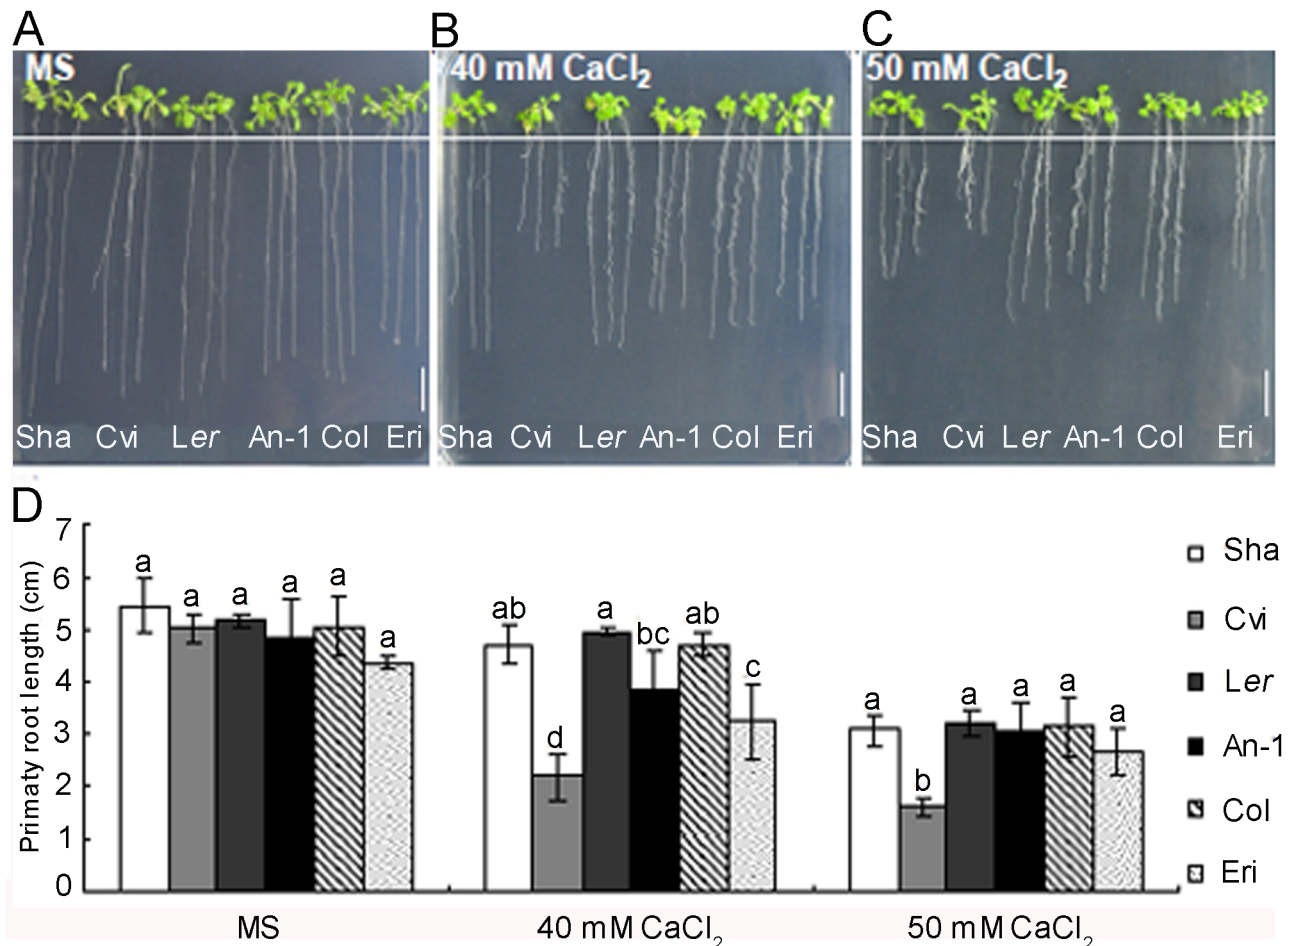 A
B
C
MS
40 mM CaCl₂
50 mM CaCl₂
Sha Cvi Ler An-1 Col Eri
Sha Cvi Ler An-1 Col Eri
Sha Cvi Ler An-1 Col Eri
D
Primaty root length (cm)
7
6
5
4
3
2
1
0
a a a a a a
ab d a bc ab c
a b a a a a
MS
40 mM CaCl₂
50 mM CaCl₂
Sha
Cvi
Ler
An-1
Col
Eri